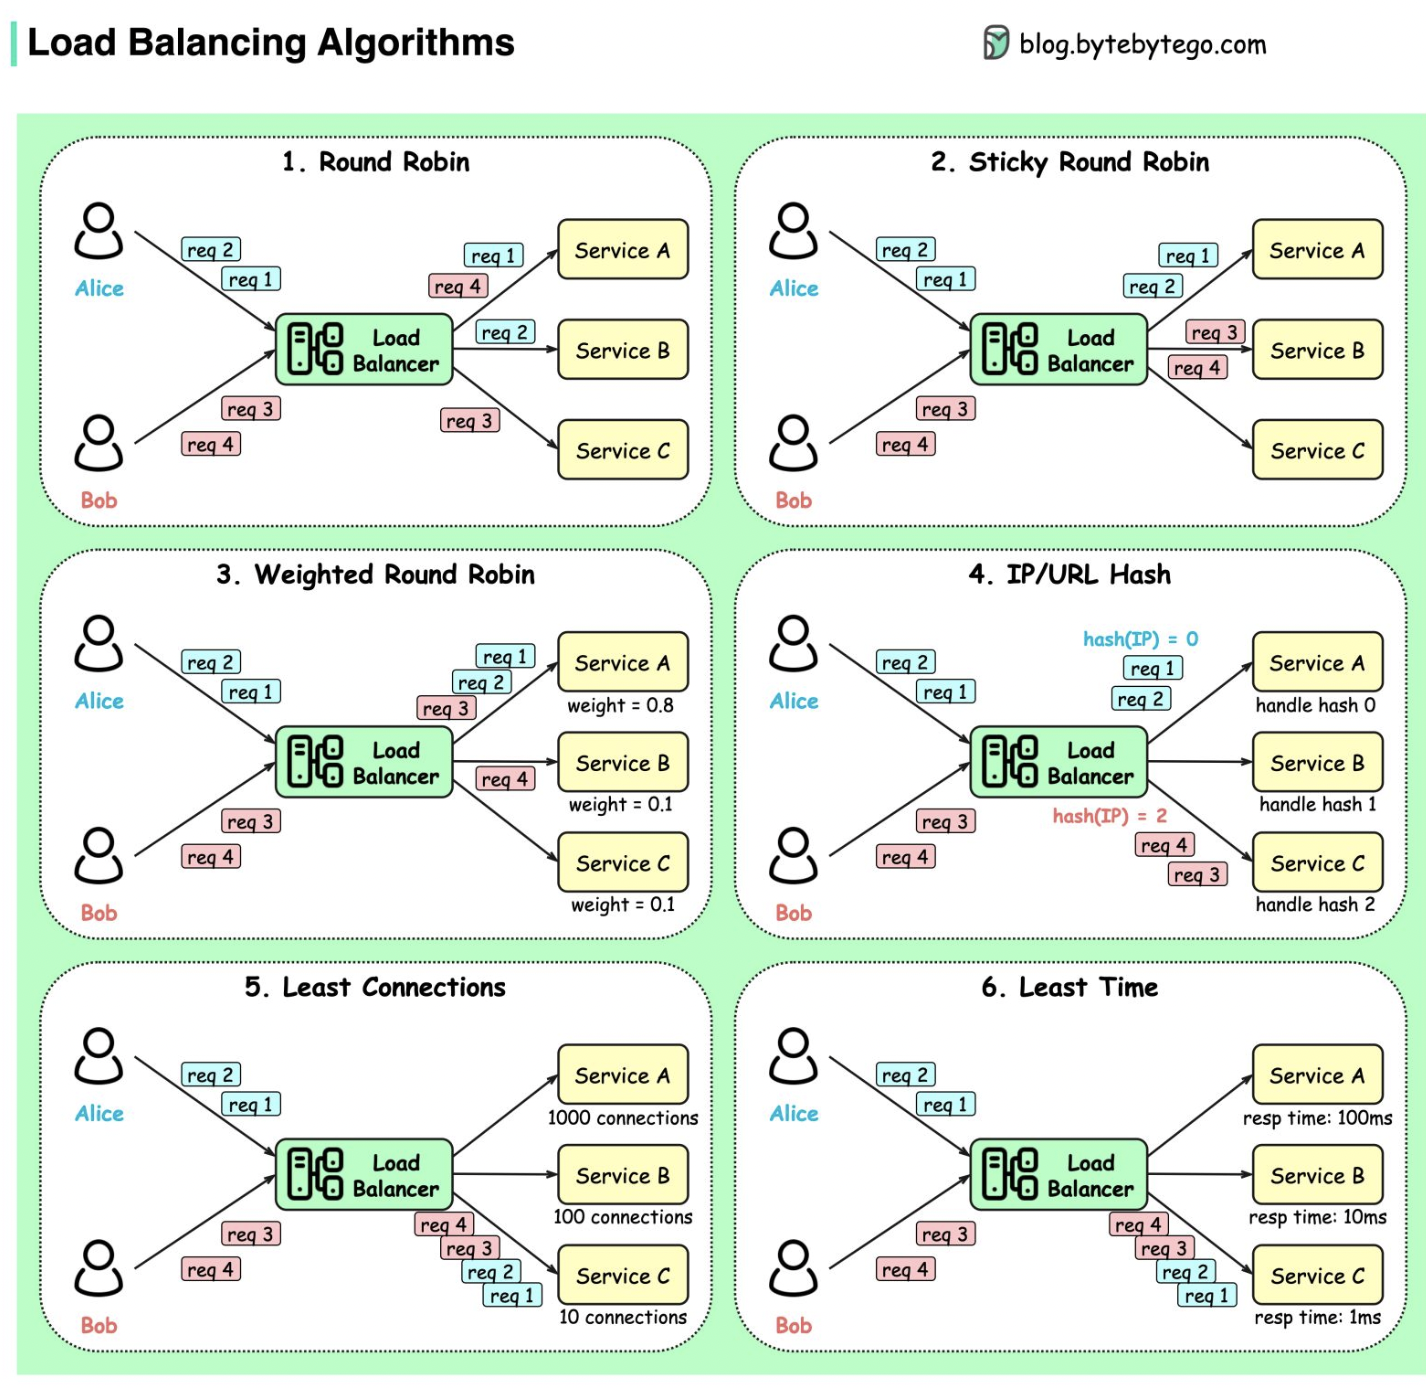 Load Balancing Algorithms
blog.bytebytego.com
1. Round Robin
Alice
req 2
req 1
Bob
req 3
req 4
Load
Balancer
req 1
req 4
req 2
req 3
Service A
Service B
Service C
2. Sticky Round Robin
Alice
req 2
req 1
Bob
req 3
req 4
Load
Balancer
req 1
req 2
req 3
req 4
Service A
Service B
Service C
3. Weighted Round Robin
Alice
req 2
req 1
Bob
req 3
req 4
Load
Balancer
req 1
req 2
req 3
req 4
Service A
weight = 0.8
Service B
weight = 0.1
Service C
weight = 0.1
4. IP/URL Hash
Alice
req 2
req 1
Bob
req 3
req 4
Load
Balancer
hash(IP) = 0
req 1
req 2
hash(IP) = 2
req 4
req 3
Service A
handle hash 0
Service B
handle hash 1
Service C
handle hash 2
5. Least Connections
Alice
req 2
req 1
Bob
req 3
req 4
Load
Balancer
req 4
req 3
req 2
req 1
Service A
1000 connections
Service B
100 connections
Service C
10 connections
6. Least Time
Alice
req 2
req 1
Bob
req 3
req 4
Load
Balancer
req 4
req 3
req 2
req 1
Service A
resp time: 100ms
Service B
resp time: 10ms
Service C
resp time: 1ms